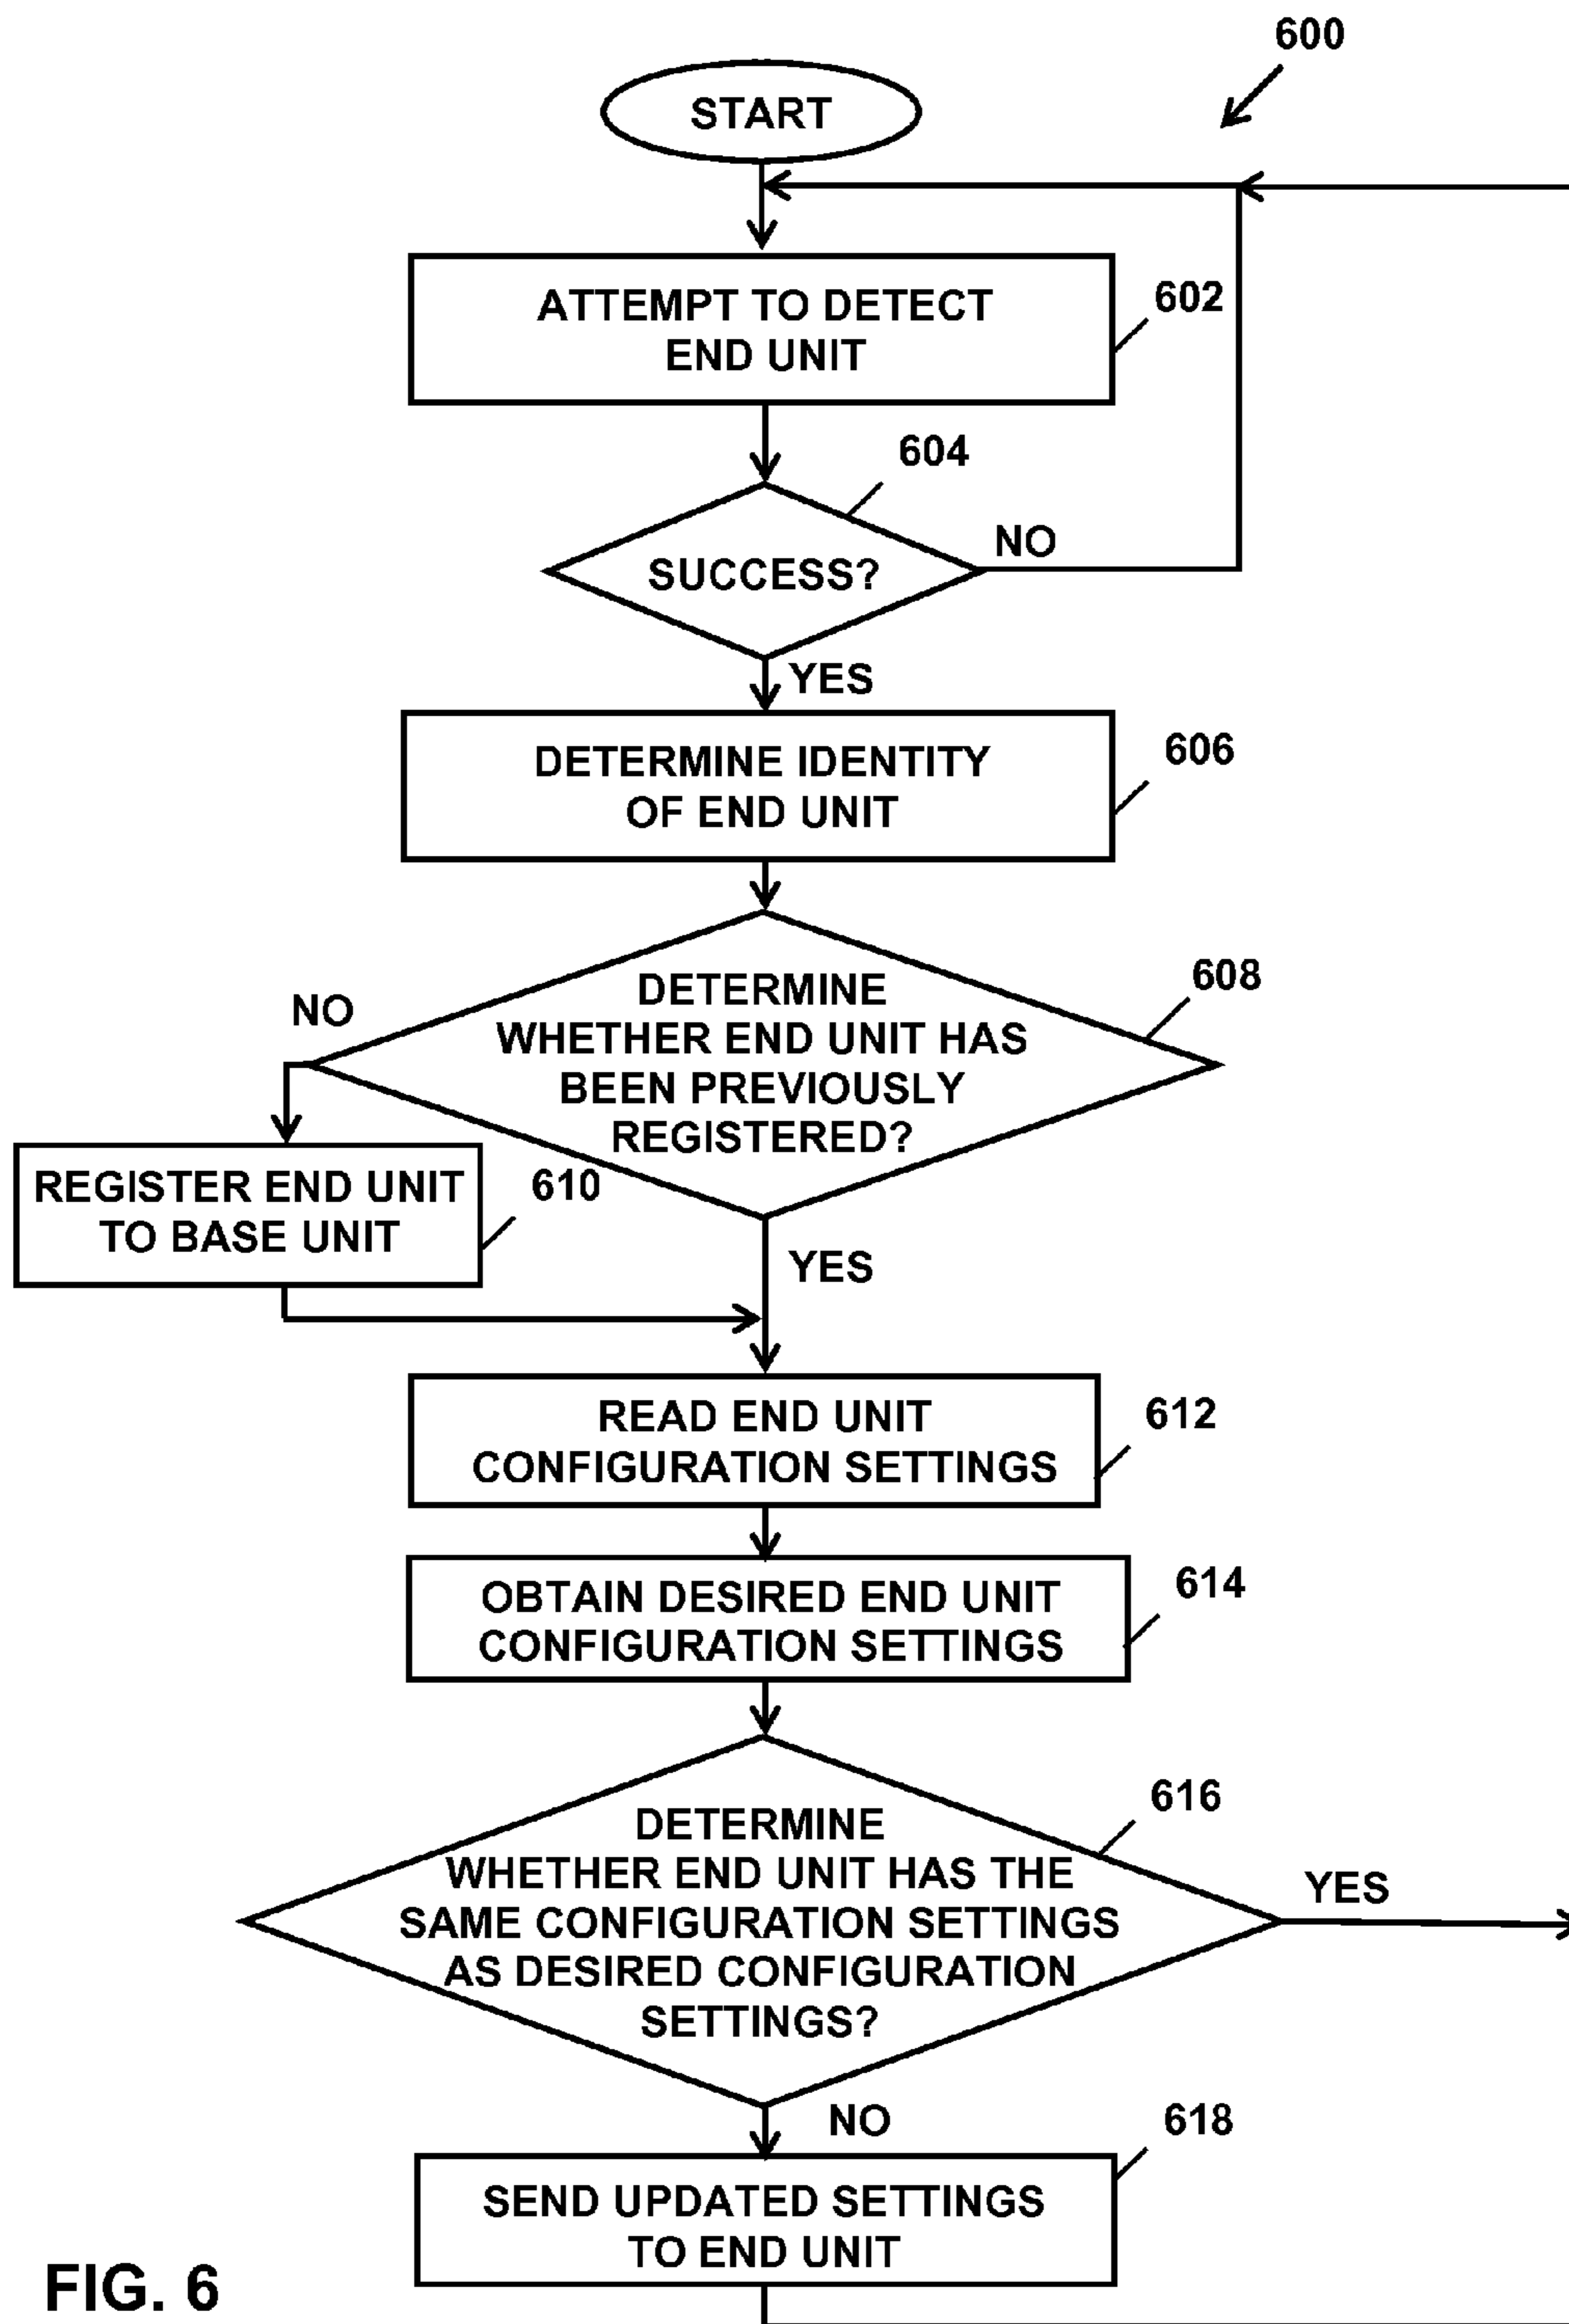 600
START
ATTEMPT TO DETECT
END UNIT
602
604
SUCCESS?
NO
YES
DETERMINE IDENTITY
OF END UNIT
606
DETERMINE
WHETHER END UNIT HAS
BEEN PREVIOUSLY
REGISTERED?
608
NO
REGISTER END UNIT
TO BASE UNIT
610
YES
READ END UNIT
CONFIGURATION SETTINGS
612
OBTAIN DESIRED END UNIT
CONFIGURATION SETTINGS
614
DETERMINE
WHETHER END UNIT HAS THE
SAME CONFIGURATION SETTINGS
AS DESIRED CONFIGURATION
SETTINGS?
616
YES
NO
618
SEND UPDATED SETTINGS
TO END UNIT
FIG. 6